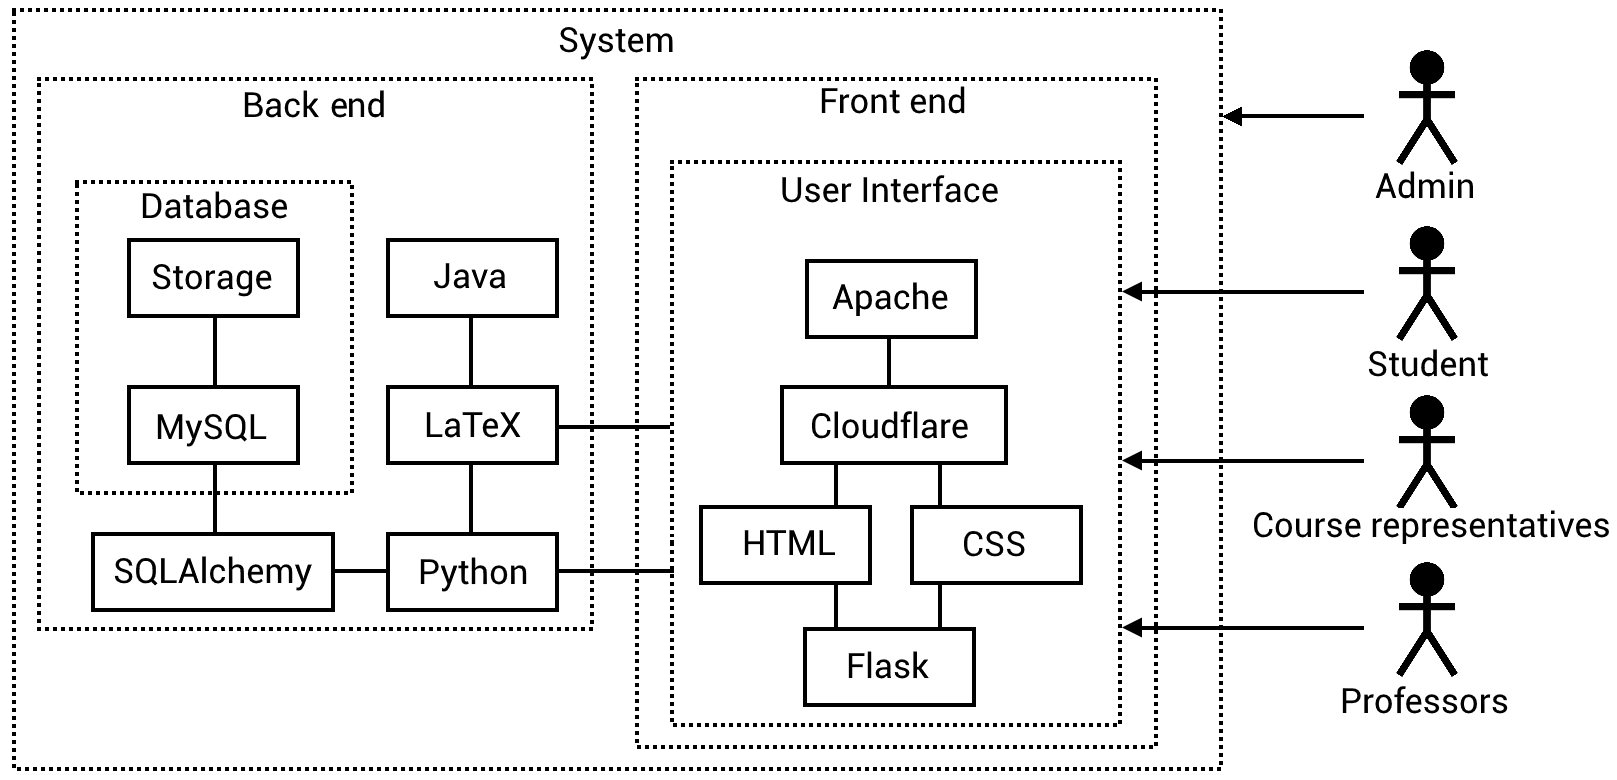 System
Back end
Database
Storage
MySQL
SQLAlchemy
Java
LaTeX
Python
Front end
User Interface
Apache
Cloudflare
HTML
CSS
Flask
Admin
Student
Course representatives
Professors